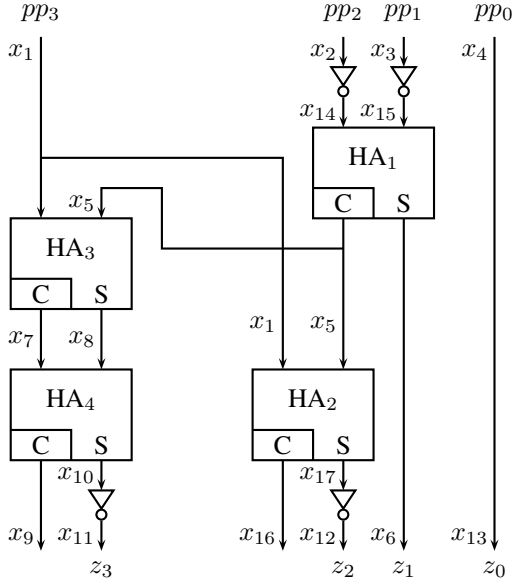 pp₃ pp₂ pp₁ pp₀
x₁ x₂ x₃ x₄
x₁₄ x₁₅
HA₁
x₅ C S
HA₃
C S
x₇ x₈ x₁ x₅
HA₄ HA₂
C S C S
x₁₀ x₁₇
x₉ x₁₁ x₁₆ x₁₂ x₆ x₁₃
z₃ z₂ z₁ z₀